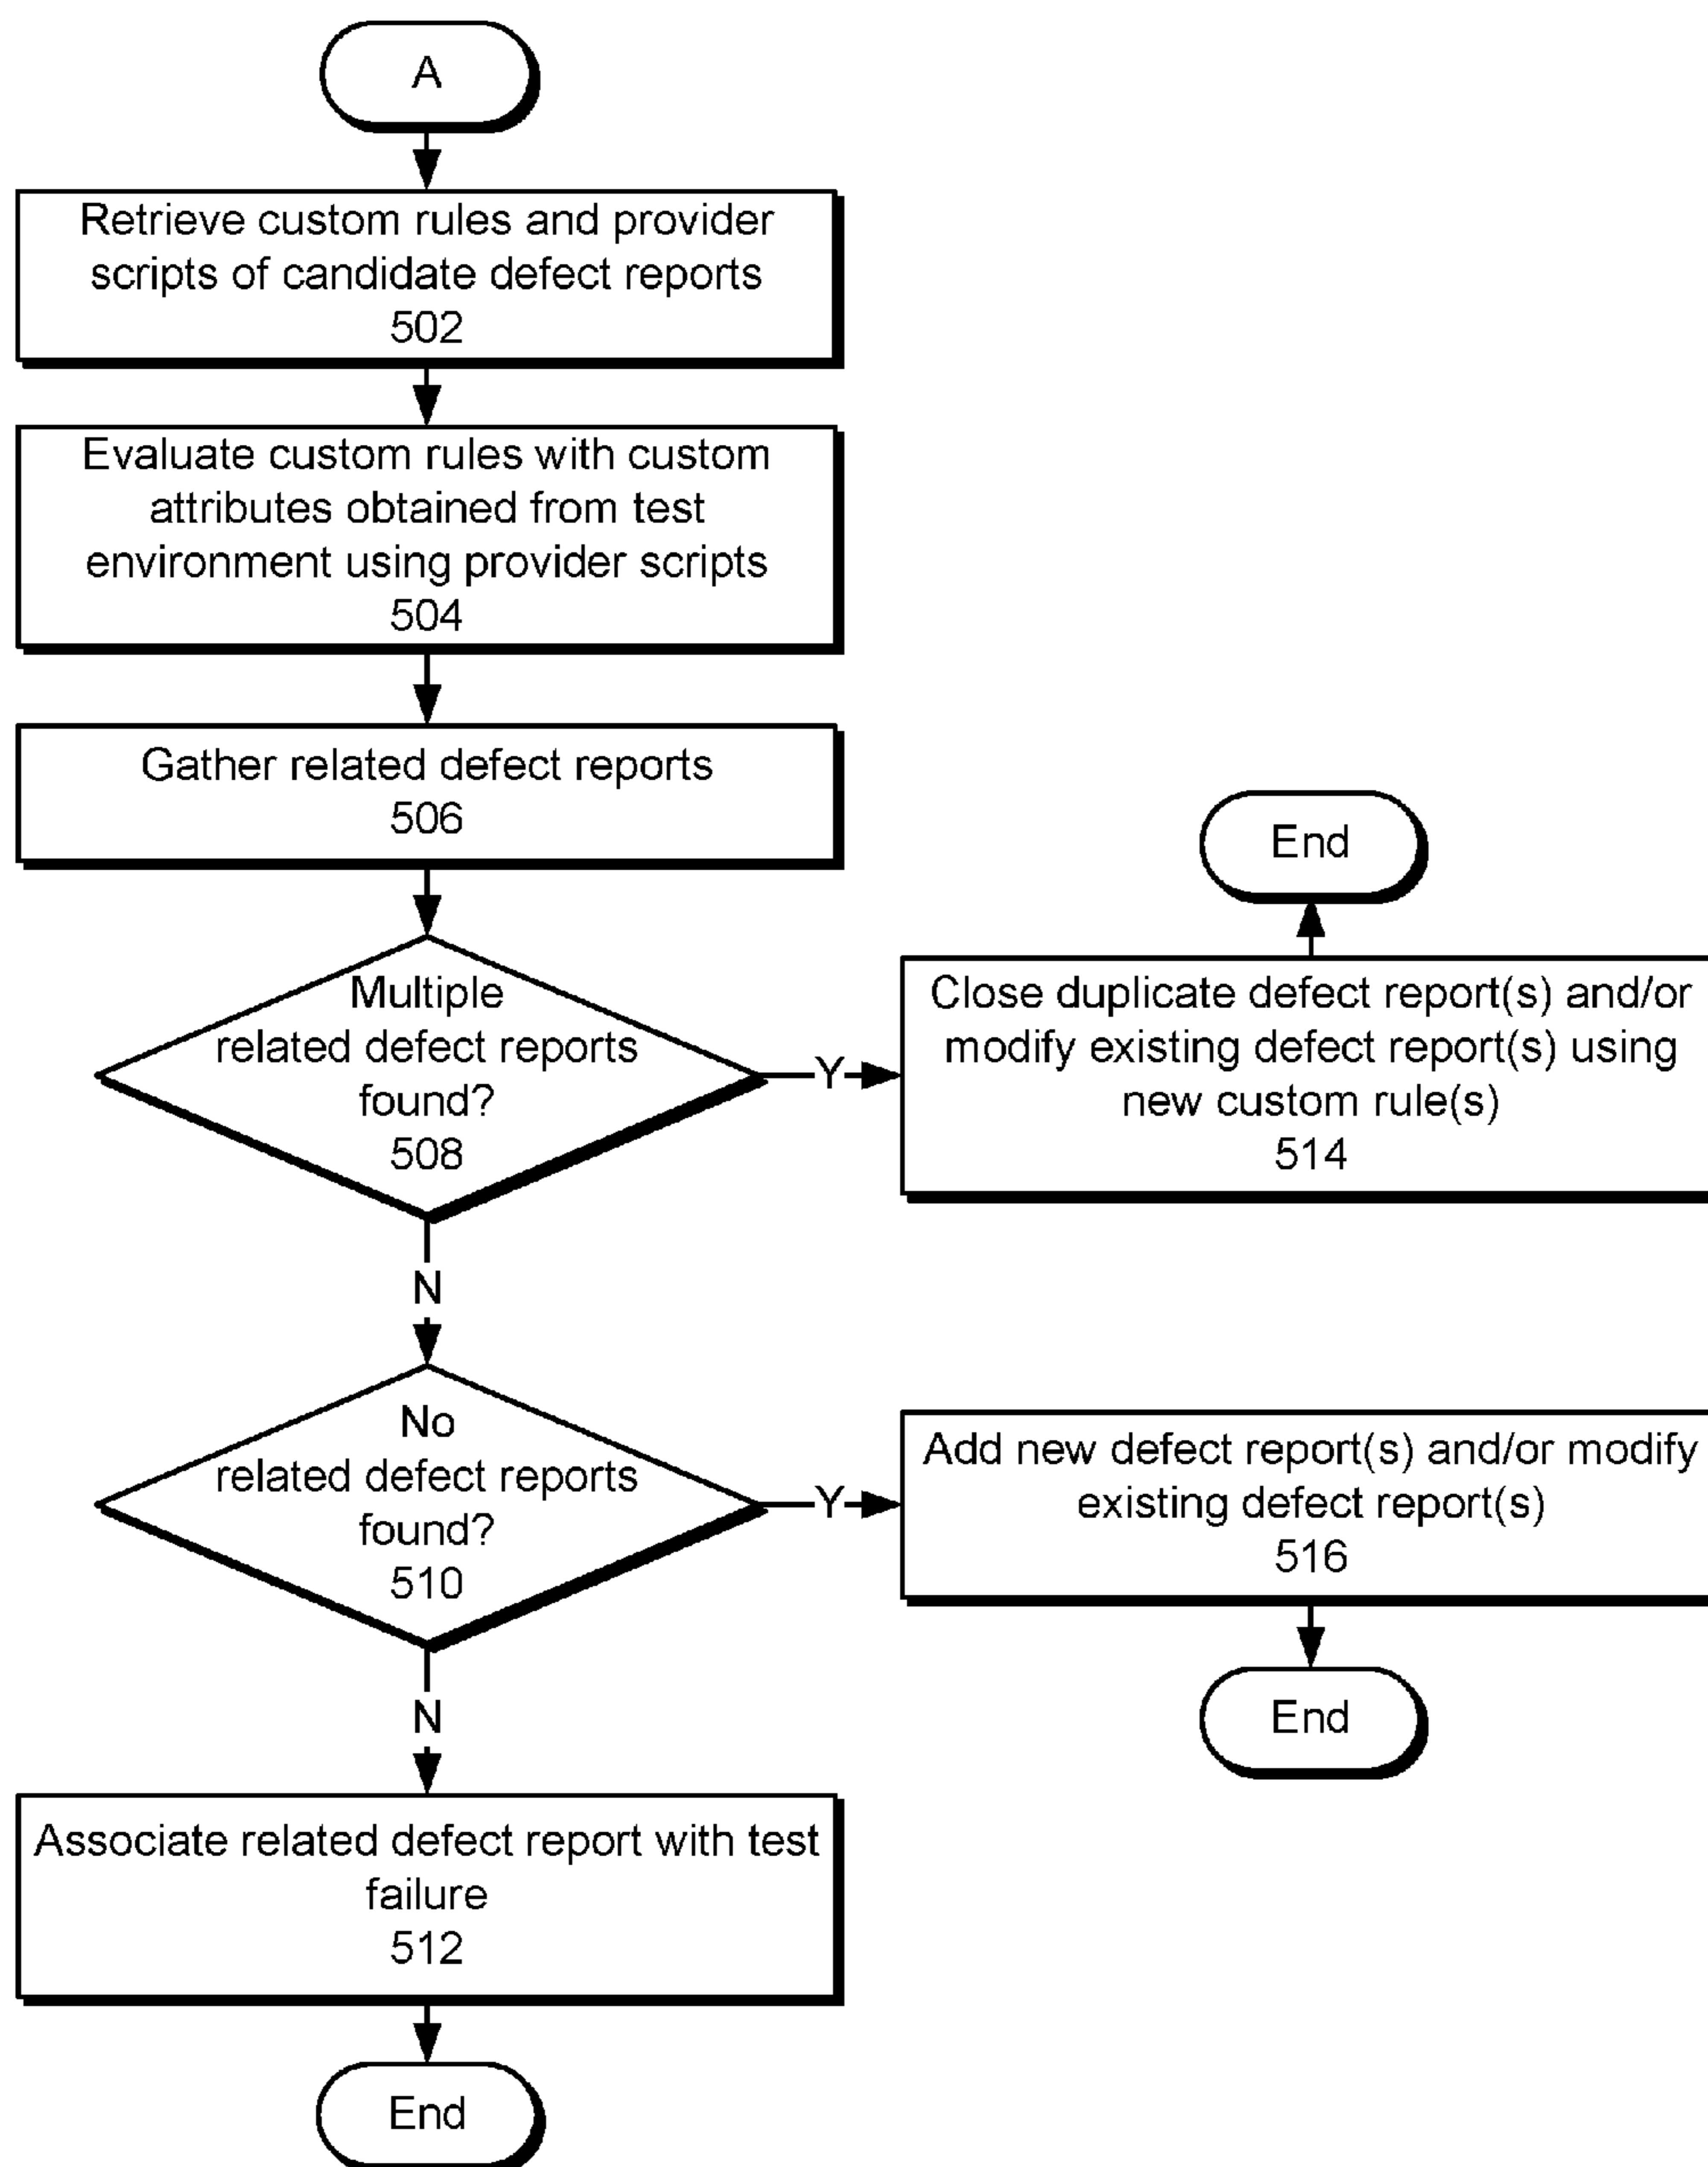 A
Retrieve custom rules and provider
scripts of candidate defect reports
502
Evaluate custom rules with custom
attributes obtained from test
environment using provider scripts
504
Gather related defect reports
506
Multiple
related defect reports
found?
508
Y
Close duplicate defect report(s) and/or
modify existing defect report(s) using
new custom rule(s)
514
End
N
No
related defect reports
found?
510
Y
Add new defect report(s) and/or modify
existing defect report(s)
516
End
N
Associate related defect report with test
failure
512
End